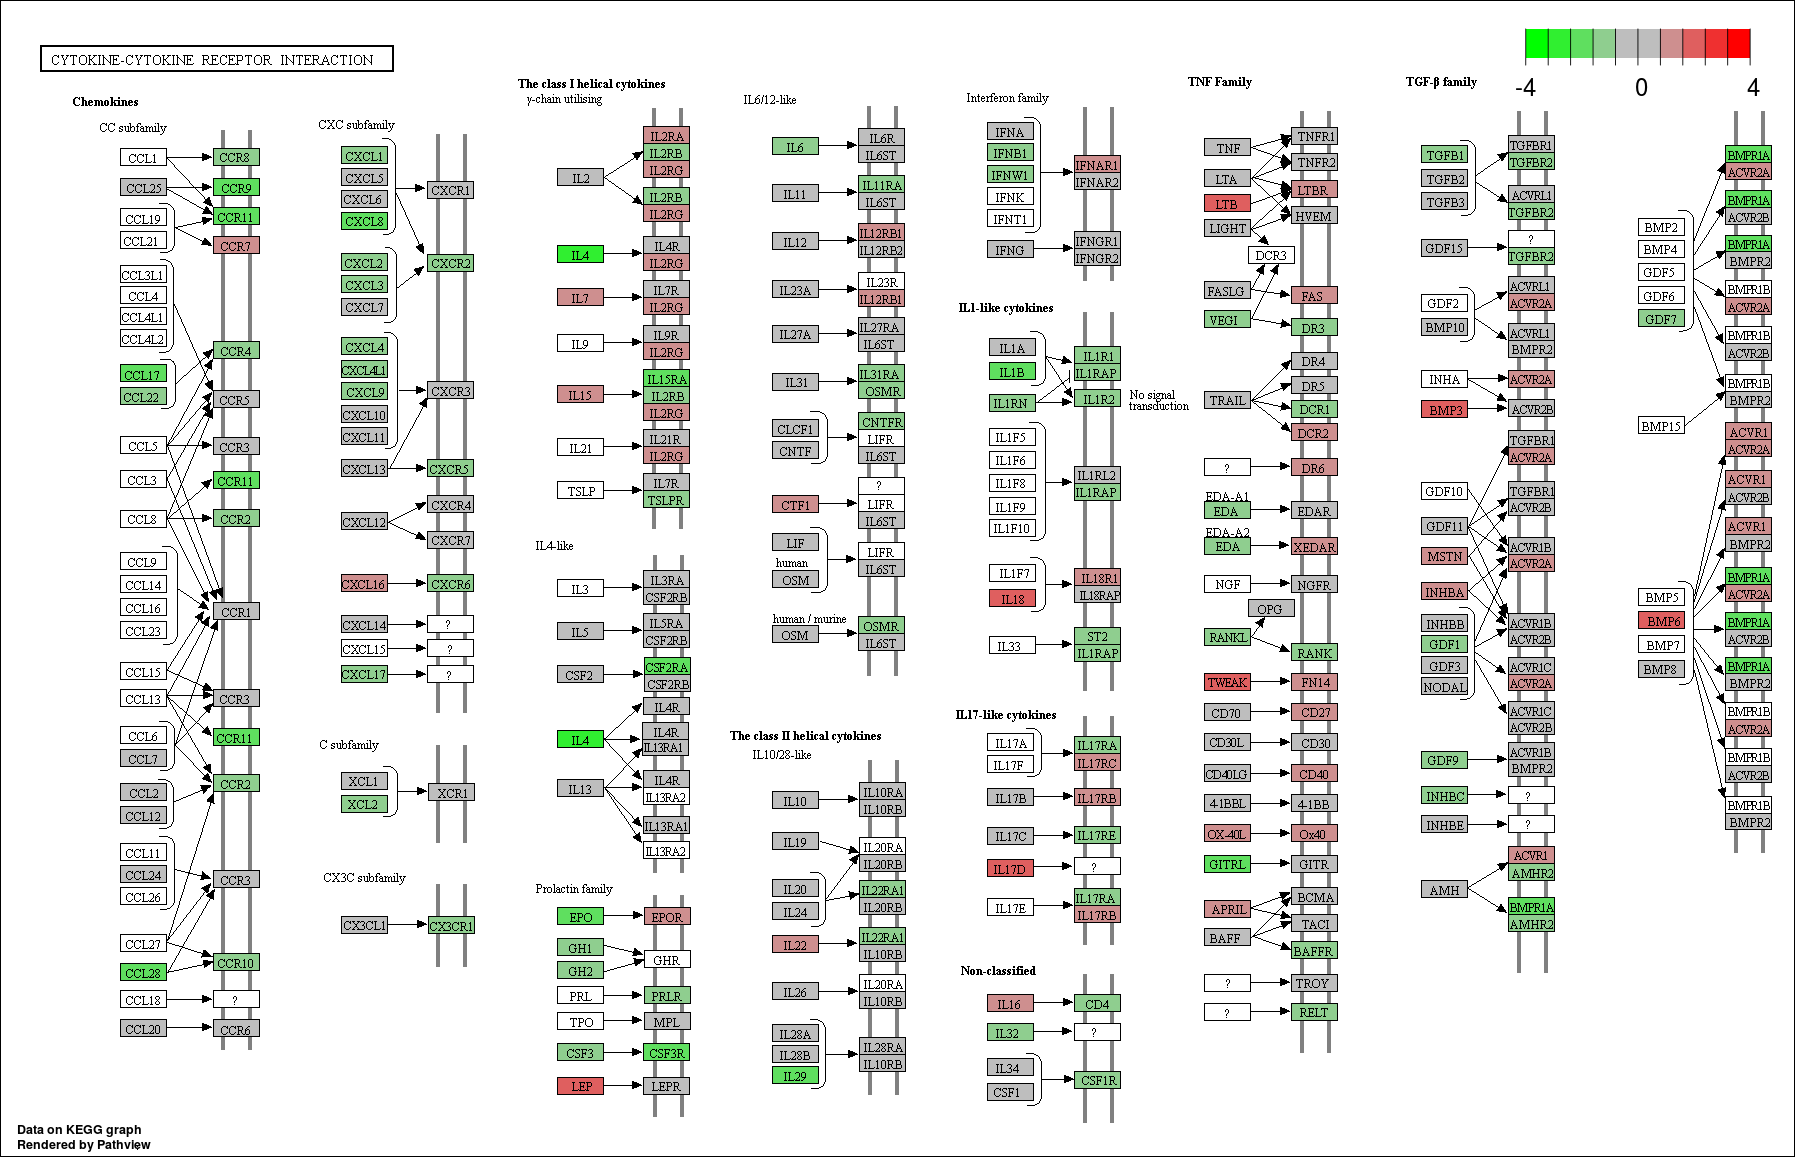 CYTOKINE-CYTOKINE RECEPTOR INTERACTION
-4 0 4
Chemokines
CC subfamily
CCL1
CCL25
CCL19
CCL21
CCL3L1
CCL4
CCL4L1
CCL4L2
CCL17
CCL22
CCL5
CCL3
CCL8
CCL9
CCL14
CCL16
CCL23
CCL15
CCL13
CCL6
CCL7
CCL2
CCL12
CCL11
CCL24
CCL26
CCL27
CCL28
CCL18
CCL20
CCR8
CCR9
CCR11
CCR7
CCR4
CCR5
CCR3
CCR11
CCR2
CCR1
CCR3
CCR11
CCR2
CCR3
CCR10
?
CCR6
CXC subfamily
CXCL1
CXCL5
CXCL6
CXCL8
CXCL2
CXCL3
CXCL7
CXCL4
CXCL4L1
CXCL9
CXCL10
CXCL11
CXCL13
CXCL12
CXCL16
CXCL14
CXCL15
CXCL17
CXCR1
CXCR2
CXCR3
CXCR5
CXCR4
CXCR7
CXCR6
?
?
?
C subfamily
XCL1
XCL2
XCR1
CX3C subfamily
CX3CL1
CX3CR1
The class I helical cytokines
γ-chain utilising
IL2
IL4
IL7
IL9
IL15
IL21
TSLP
IL2RA
IL2RB
IL2RG
IL2RB
IL2RG
IL4R
IL2RG
IL7R
IL2RG
IL9R
IL2RG
IL15RA
IL2RB
IL2RG
IL21R
IL2RG
IL7R
TSLPR
IL4-like
IL3
IL5
CSF2
IL4
IL13
IL3RA
CSF2RB
IL5RA
CSF2RB
CSF2RA
CSF2RB
IL4R
IL4R
IL13RA1
IL4R
IL13RA2
IL13RA1
IL13RA2
Prolactin family
EPO
GH1
GH2
PRL
TPO
CSF3
LEP
EPOR
GHR
PRLR
MPL
CSF3R
LEPR
IL6/12-like
IL6
IL11
IL12
IL23A
IL27A
IL31
CLCF1
CNTF
CTF1
LIF
human
OSM
human / murine
OSM
IL6R
IL6ST
IL11RA
IL6ST
IL12RB1
IL12RB2
IL23R
IL12RB1
IL27RA
IL6ST
IL31RA
OSMR
CNTFR
LIFR
IL6ST
?
LIFR
IL6ST
LIFR
IL6ST
OSMR
IL6ST
The class II helical cytokines
IL10/28-like
IL10
IL19
IL20
IL24
IL22
IL26
IL28A
IL28B
IL29
IL10RA
IL10RB
IL20RA
IL20RB
IL22RA1
IL20RB
IL22RA1
IL10RB
IL20RA
IL10RB
IL28RA
IL10RB
Interferon family
IFNA
IFNB1
IFNW1
IFNK
IFNT1
IFNG
IFNAR1
IFNAR2
IFNGR1
IFNGR2
IL1-like cytokines
IL1A
IL1B
IL1RN
IL1F5
IL1F6
IL1F8
IL1F9
IL1F10
IL1F7
IL18
IL33
IL1R1
IL1RAP
IL1R2
No signal
transduction
IL1RL2
IL1RAP
IL18R1
IL18RAP
ST2
IL1RAP
IL17-like cytokines
IL17A
IL17F
IL17B
IL17C
IL17D
IL17E
IL17RA
IL17RC
IL17RB
IL17RE
?
IL17RA
IL17RB
Non-classified
IL16
IL32
IL34
CSF1
CD4
?
CSF1R
TNF Family
TNF
LTA
LTB
LIGHT
DCR3
FASLG
VEGI
TRAIL
?
EDA-A1
EDA
EDA-A2
EDA
NGF
OPG
RANKL
TWEAK
CD70
CD30L
CD40LG
4-1BBL
OX-40L
GITRL
APRIL
BAFF
?
?
TNFR1
TNFR2
LTBR
HVEM
FAS
DR3
DR4
DR5
DCR1
DCR2
DR6
EDAR
XEDAR
NGFR
RANK
FN14
CD27
CD30
CD40
4-1BB
Ox40
GITR
BCMA
TACI
BAFFR
TROY
RELT
TGF-β family
TGFB1
TGFB2
TGFB3
GDF15
GDF2
BMP10
INHA
BMP3
GDF10
GDF11
MSTN
INHBA
INHBB
GDF1
GDF3
NODAL
GDF9
INHBC
INHBE
AMH
TGFBR1
TGFBR2
ACVRL1
TGFBR2
?
TGFBR2
ACVRL1
ACVR2A
ACVRL1
BMPR2
ACVR2A
ACVR2B
TGFBR1
ACVR2A
TGFBR1
ACVR2B
ACVR1B
ACVR2A
ACVR1B
ACVR2B
ACVR1C
ACVR2A
ACVR1C
ACVR2B
ACVR1B
BMPR2
?
?
ACVR1
AMHR2
BMPR1A
AMHR2
BMP2
BMP4
GDF5
GDF6
GDF7
BMP15
BMP5
BMP6
BMP7
BMP8
BMPR1A
ACVR2A
BMPR1A
ACVR2B
BMPR1A
BMPR2
BMPR1B
ACVR2A
BMPR1B
ACVR2B
BMPR1B
BMPR2
ACVR1
ACVR2A
ACVR1
ACVR2B
ACVR1
BMPR2
BMPR1A
ACVR2A
BMPR1A
ACVR2B
BMPR1A
BMPR2
BMPR1B
ACVR2A
BMPR1B
ACVR2B
BMPR1B
BMPR2
Data on KEGG graph
Rendered by Pathview